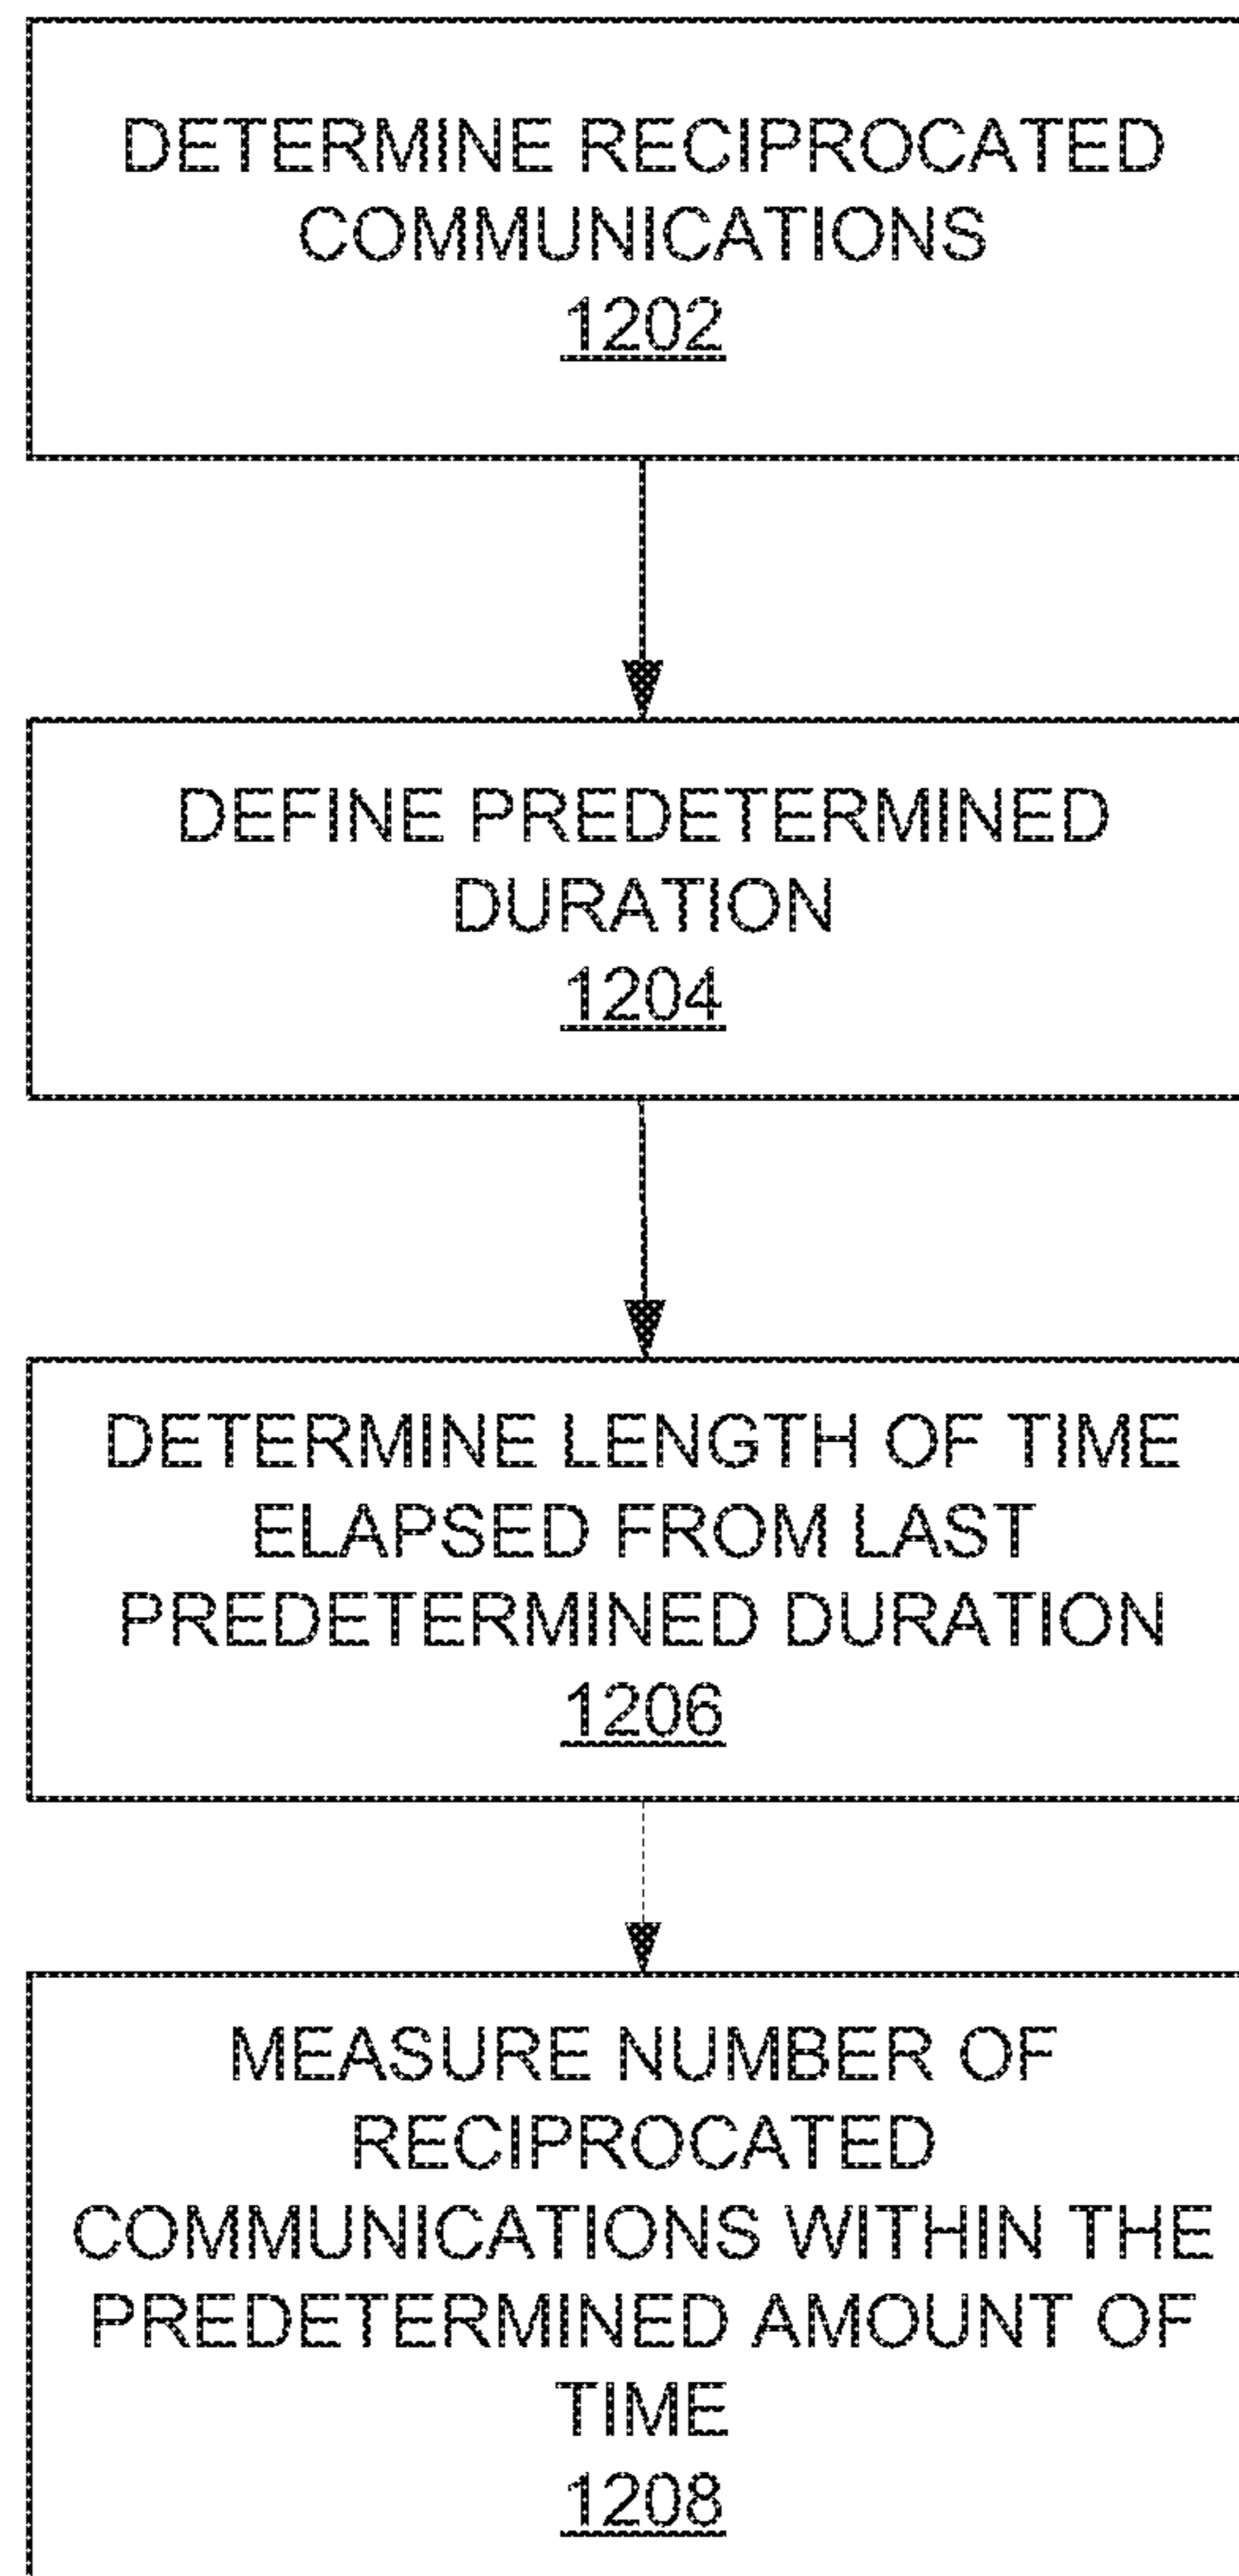 DETERMINE RECIPROCATED
COMMUNICATIONS
1202
DEFINE PREDETERMINED
DURATION
1204
DETERMINE LENGTH OF TIME
ELAPSED FROM LAST
PREDETERMINED DURATION
1206
MEASURE NUMBER OF
RECIPROCATED
COMMUNICATIONS WITHIN THE
PREDETERMINED AMOUNT OF
TIME
1208